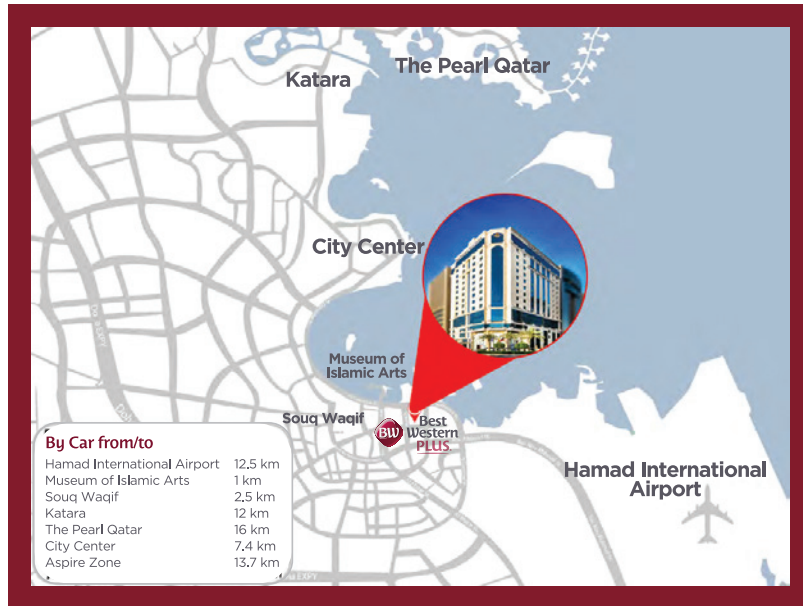 The Pearl Qatar
Katara
City Center
Museum of
Islamic Arts
Souq Waqif
BW
Best
Western
PLUS.
Hamad International
Airport
By Car from/to
Hamad International Airport 12.5 km
Museum of Islamic Arts 1 km
Souq Waqif 2.5 km
Katara 12 km
The Pearl Qatar 16 km
City Center 7.4 km
Aspire Zone 13.7 km